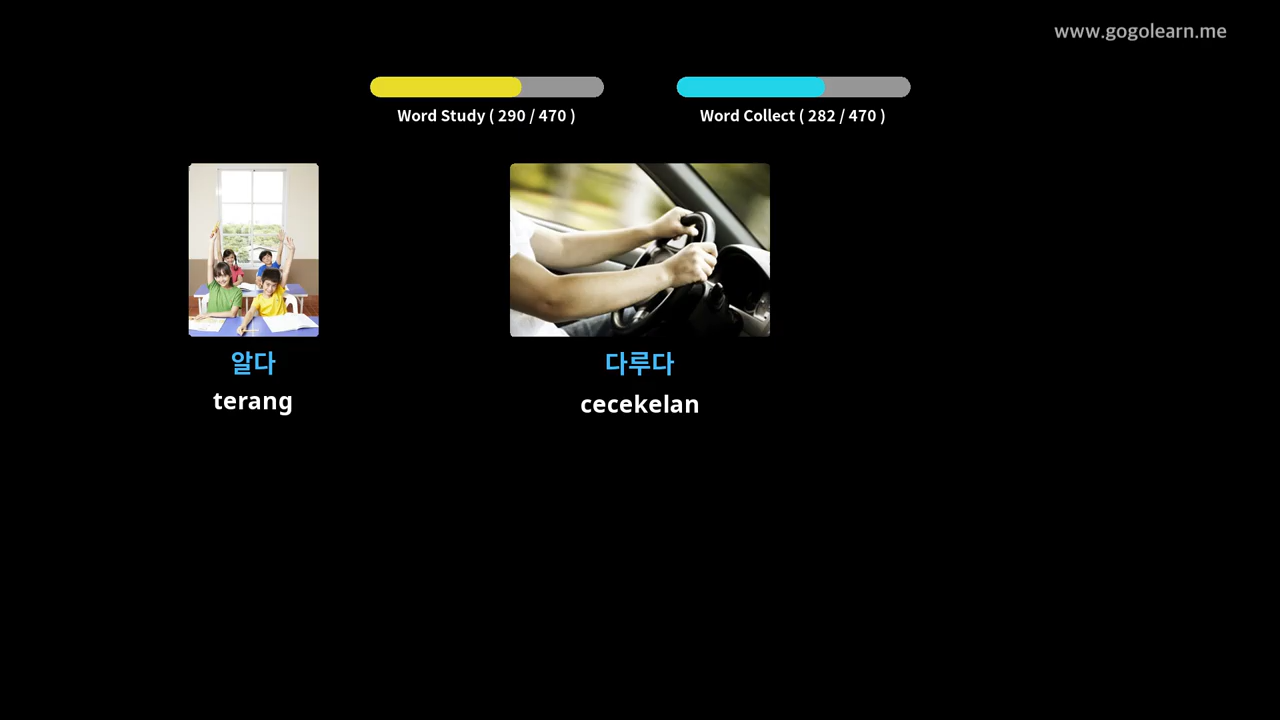 www.gogolearn.me
Word Study ( 290 / 470 )
Word Collect ( 282 / 470 )
알다
terang
다루다
cecekelan